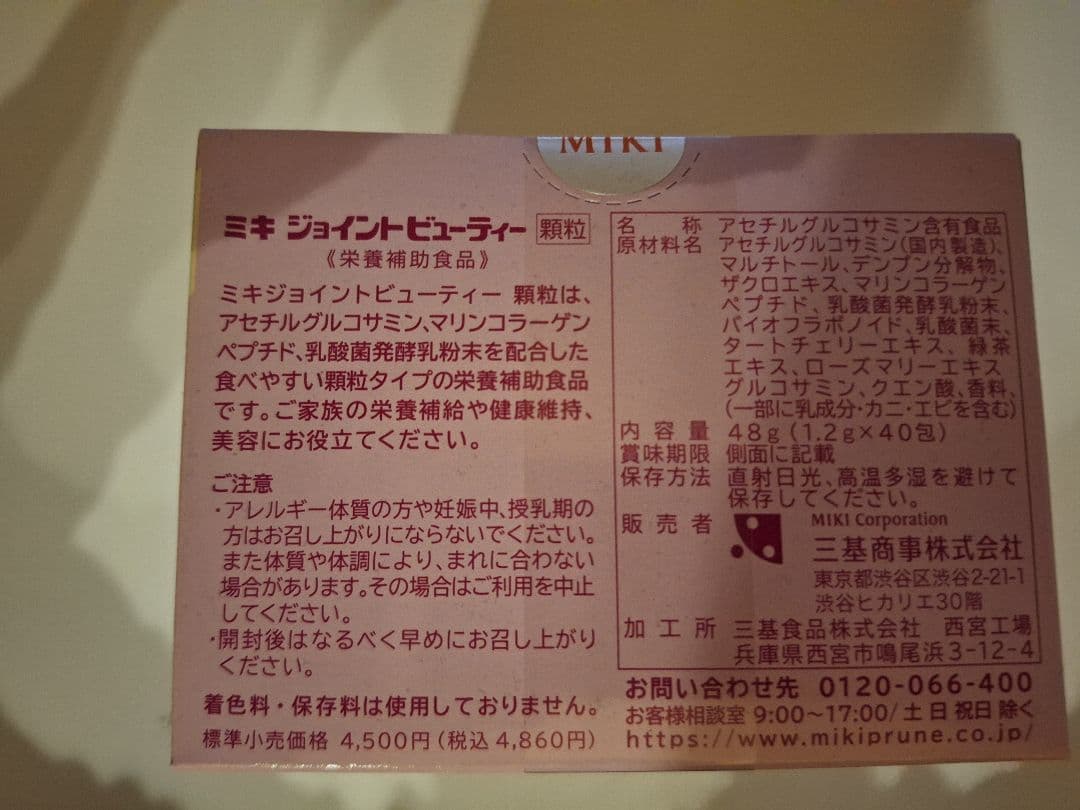 MIKI
ミキ ジョイントビューティー 顆粒
《栄養補助食品》
ミキジョイントビューティー 顆粒は、
アセチルグルコサミン、マリンコラーゲン
ペプチド、乳酸菌発酵乳粉末を配合した
食べやすい顆粒タイプの栄養補助食品
です。ご家族の栄養補給や健康維持、
美容にお役立てください。
ご注意
・アレルギー体質の方や妊娠中、授乳期の
方はお召し上がりにならないでください。
また体質や体調により、まれに合わない
場合があります。その場合はご利用を中止
してください。
・開封後はなるべく早めにお召し上がり
ください。
着色料・保存料は使用しておりません。
標準小売価格 4,500円(税込4,860円)
名称 アセチルグルコサミン含有食品
原材料名 アセチルグルコサミン(国内製造)、
マルチトール、デンプン分解物、
ザクロエキス、マリンコラーゲン
ペプチド、乳酸菌発酵乳粉末、
バイオフラボノイド、乳酸菌末、
タートチェリーエキス、緑茶
エキス、ローズマリーエキス
グルコサミン、クエン酸、香料、
(一部に乳成分・カニ・エビを含む)
内容量 48g(1.2g×40包)
賞味期限 側面に記載
保存方法 直射日光、高温多湿を避けて
保存してください。
販売者 MIKI Corporation
三基商事株式会社
東京都渋谷区渋谷2-21-1
渋谷ヒカリエ30階
加工所 三基食品株式会社 西宮工場
兵庫県西宮市鳴尾浜3-12-4
お問い合わせ先 0120-066-400
お客様相談室 9:00~17:00/土日祝日除く
https://www.mikiprune.co.jp/